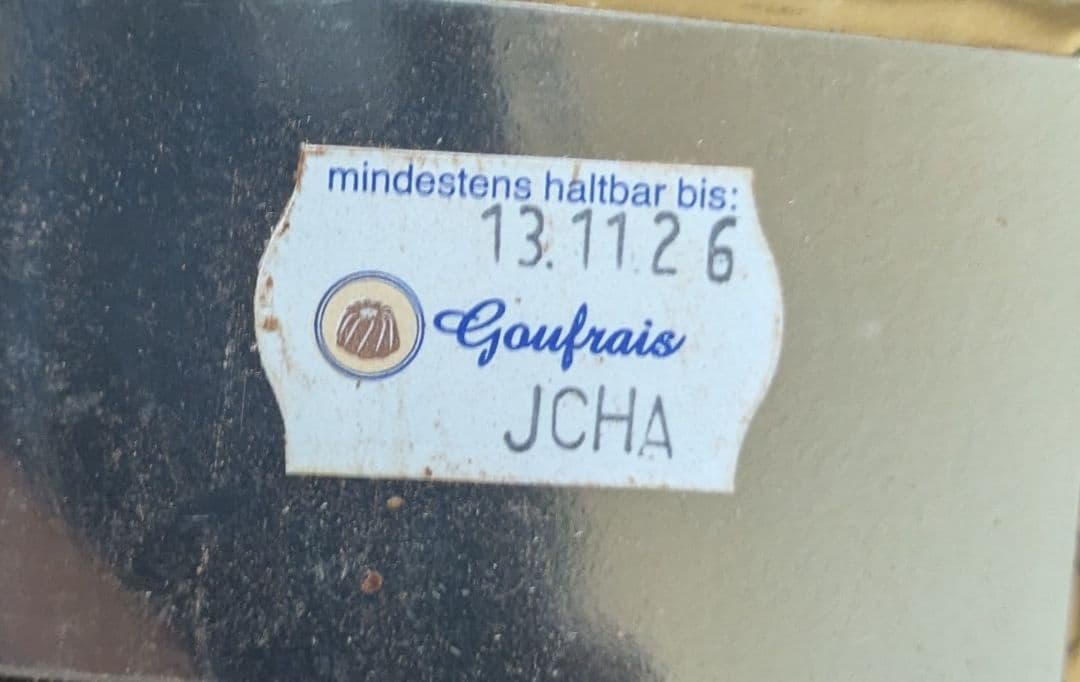 mindestens haltbar bis:
13.11.26
Goufrais
JCHA